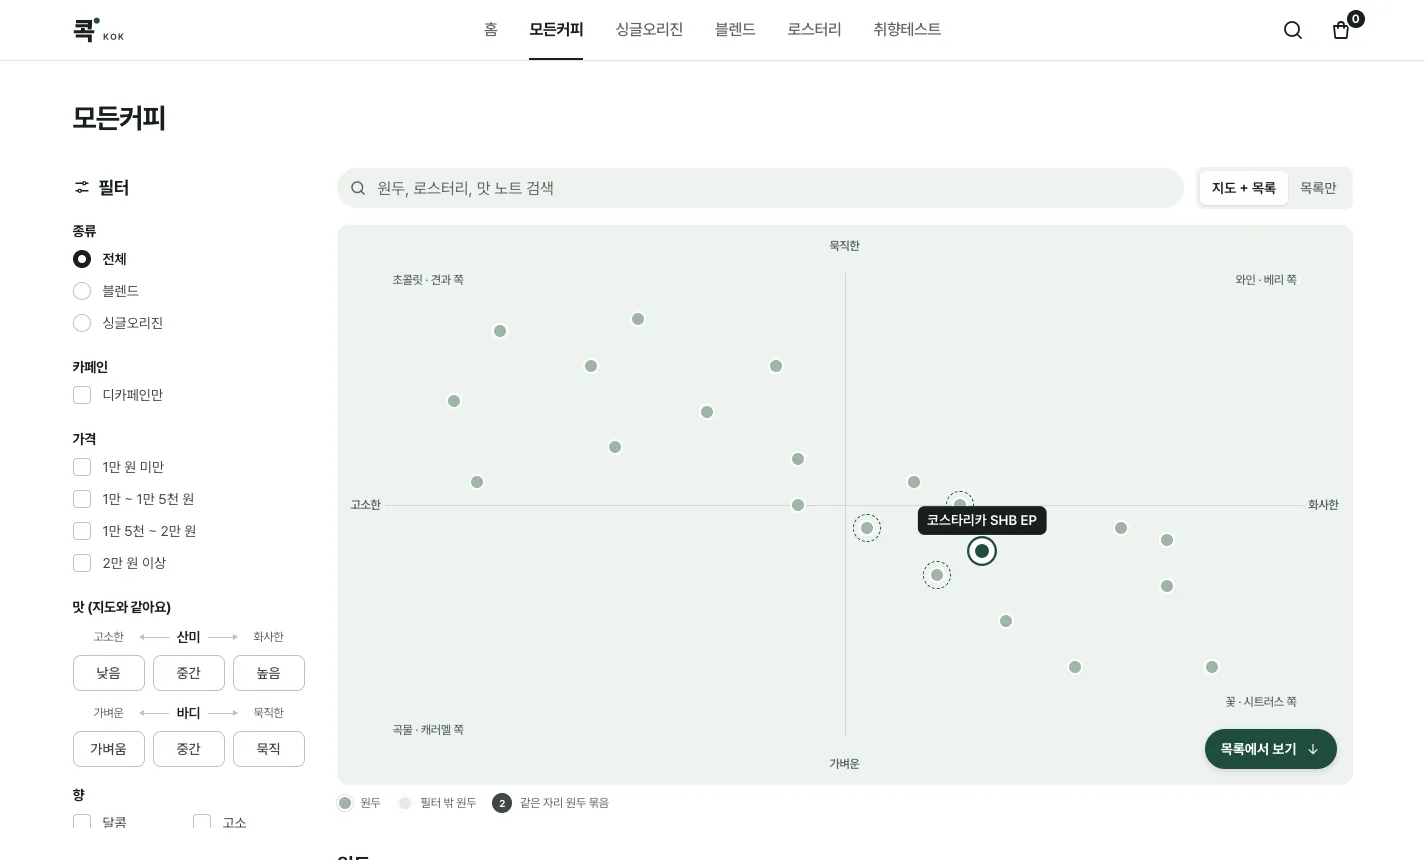 콕 KOK
홈 모든커피 싱글오리진 블렌드 로스터리 취향테스트
0
모든커피
필터
원두, 로스터리, 맛 노트 검색
지도 + 목록 목록만
종류
전체
블렌드
싱글오리진
카페인
디카페인만
가격
1만 원 미만
1만 ~ 1만 5천 원
1만 5천 ~ 2만 원
2만 원 이상
맛 (지도와 같아요)
고소한 산미 화사한
낮음 중간 높음
가벼운 바디 묵직한
가벼움 중간 묵직
향
달콤 고소
묵직한
초콜릿 · 견과 쪽 와인 · 베리 쪽
고소한 화사한
코스타리카 SHB EP
꽃 · 시트러스 쪽
곡물 · 캐러멜 쪽
목록에서 보기 ↓
가벼운
원두 필터 밖 원두 2 같은 자리 원두 묶음